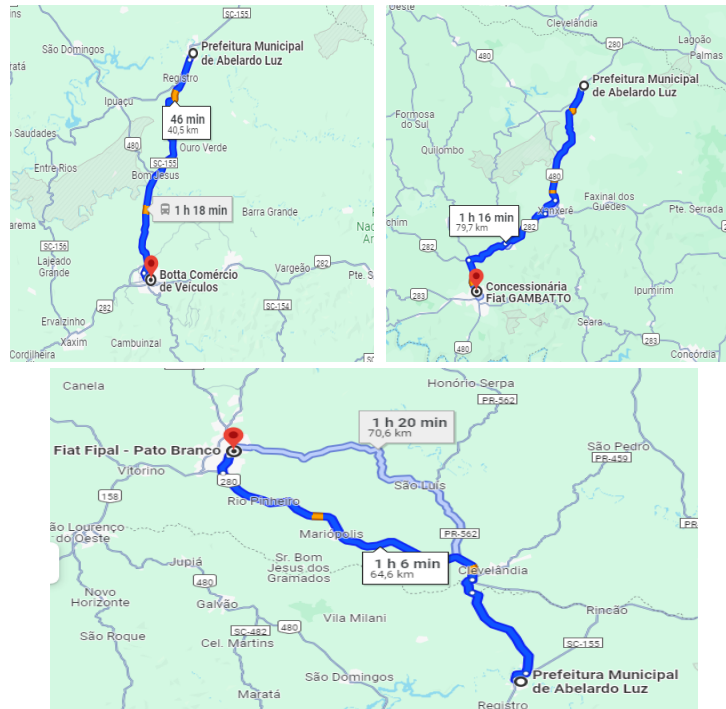 SC-155
São Domingos
Prefeitura Municipal
de Abelardo Luz
Registro
Ipuaçu
46 min
40,5 km
Ouro Verde
Saudades
480
SC-155
Bom Jesus
Entre Rios
1 h 18 min
Barra Grande
SC-156
282
Lajeado
Grande
Botta Comércio
de Veículos
Vargeão
Pte. S
282
SC-154
Ervalzinho
Xaxim
Cambuinzal
Cordilheira
Clevelândia
280
Lagoão
Palmas
480
Prefeitura Municipal
de Abelardo Luz
Formosa
do Sul
Quilombo
480
Faxinal dos
Guedes
Xanxerê
Pte. Serrada
1 h 16 min
79,7 km
282
282
282
Concessionária
Fiat GAMBATTO
283
Ipumirim
Seara
283
480
Concórdia
Canela
Honório Serpa
PR-562
1 h 20 min
70,6 km
São Pedro
PR-459
Fiat Fipal - Pato Branco
Vitorino
280
São Luis
158
Rio Pinheiro
São Lourenço
do Oeste
Mariópolis
PR-562
PR-
Jupiá
Sr. Bom
Jesus dos
Gramados
1 h 6 min
64,6 km
Clevelândia
480
Novo
Horizonte
Galvão
480
Vila Milani
Rincão
São Roque
SC-482
Cel. Martins
SC-155
São Domingos
Prefeitura Municipal
de Abelardo Luz
Maratá
Registro